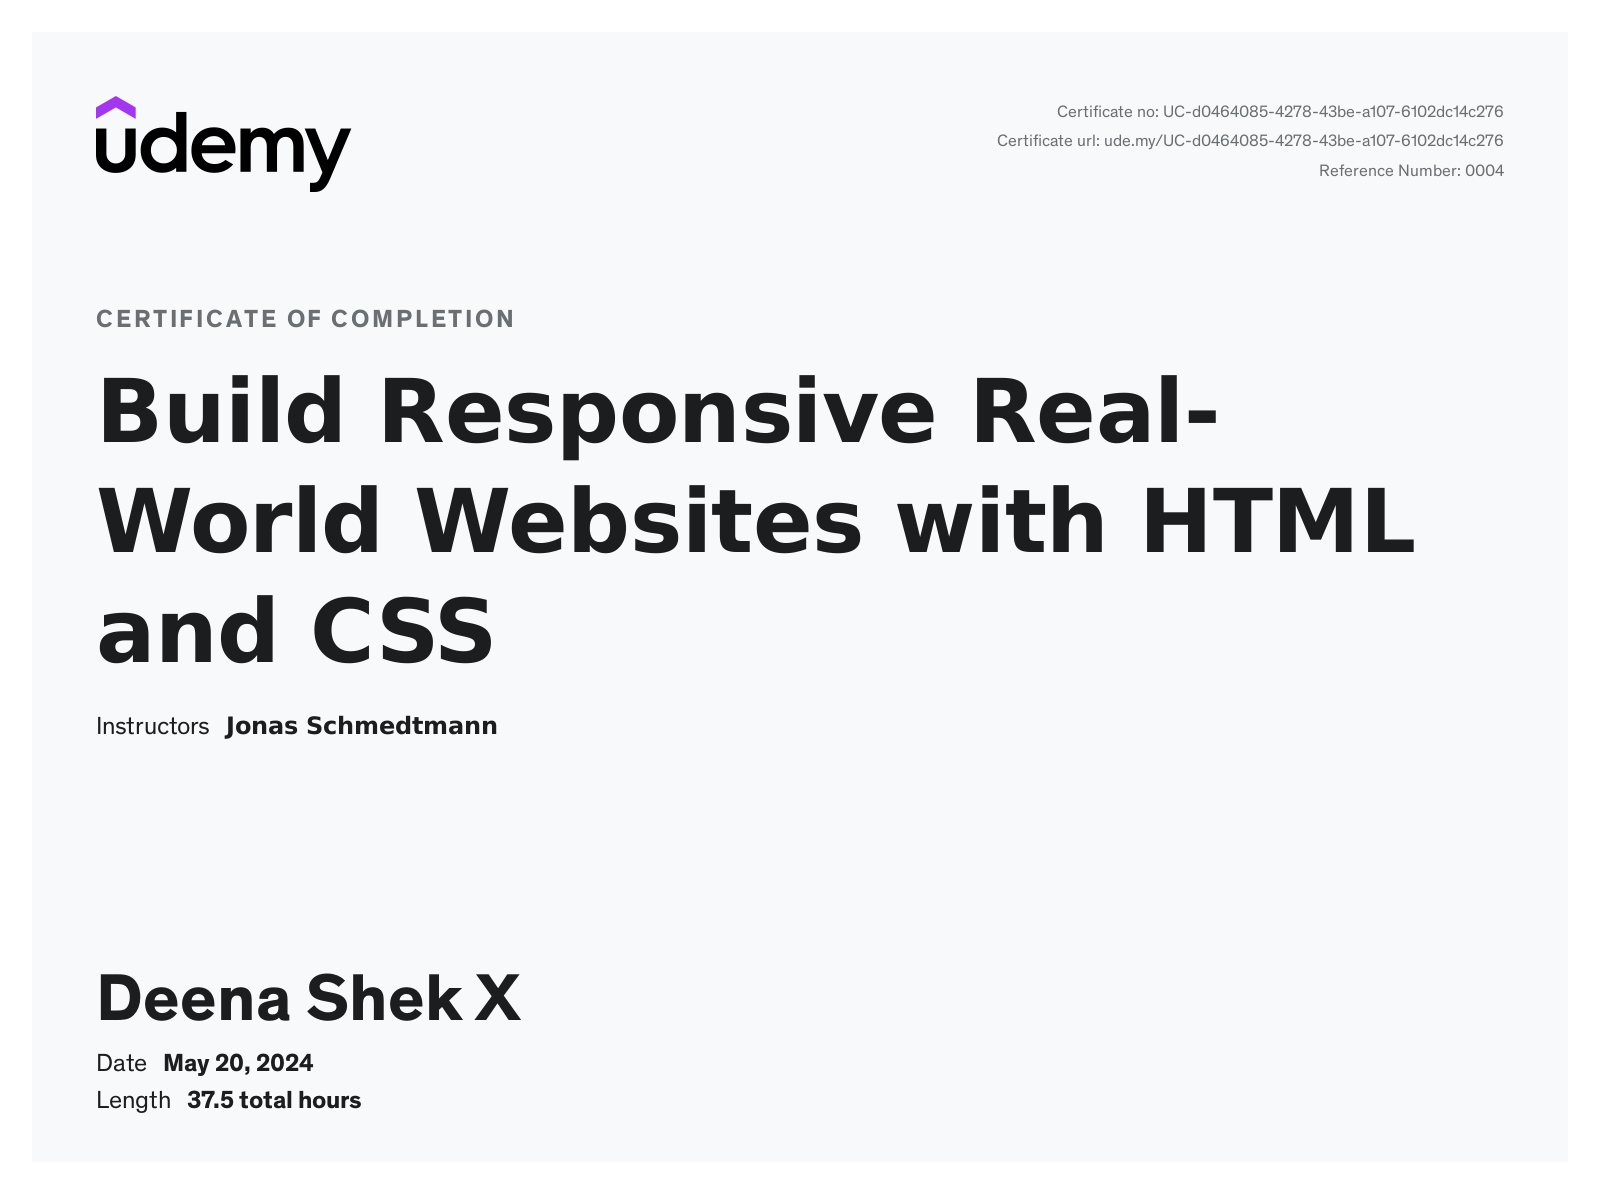 udemy
Certificate no: UC-d0464085-4278-43be-a107-6102dc14c276
Certificate url: ude.my/UC-d0464085-4278-43be-a107-6102dc14c276
Reference Number: 0004
CERTIFICATE OF COMPLETION
Build Responsive Real-
World Websites with HTML
and CSS
Instructors Jonas Schmedtmann
Deena Shek X
Date May 20, 2024
Length 37.5 total hours